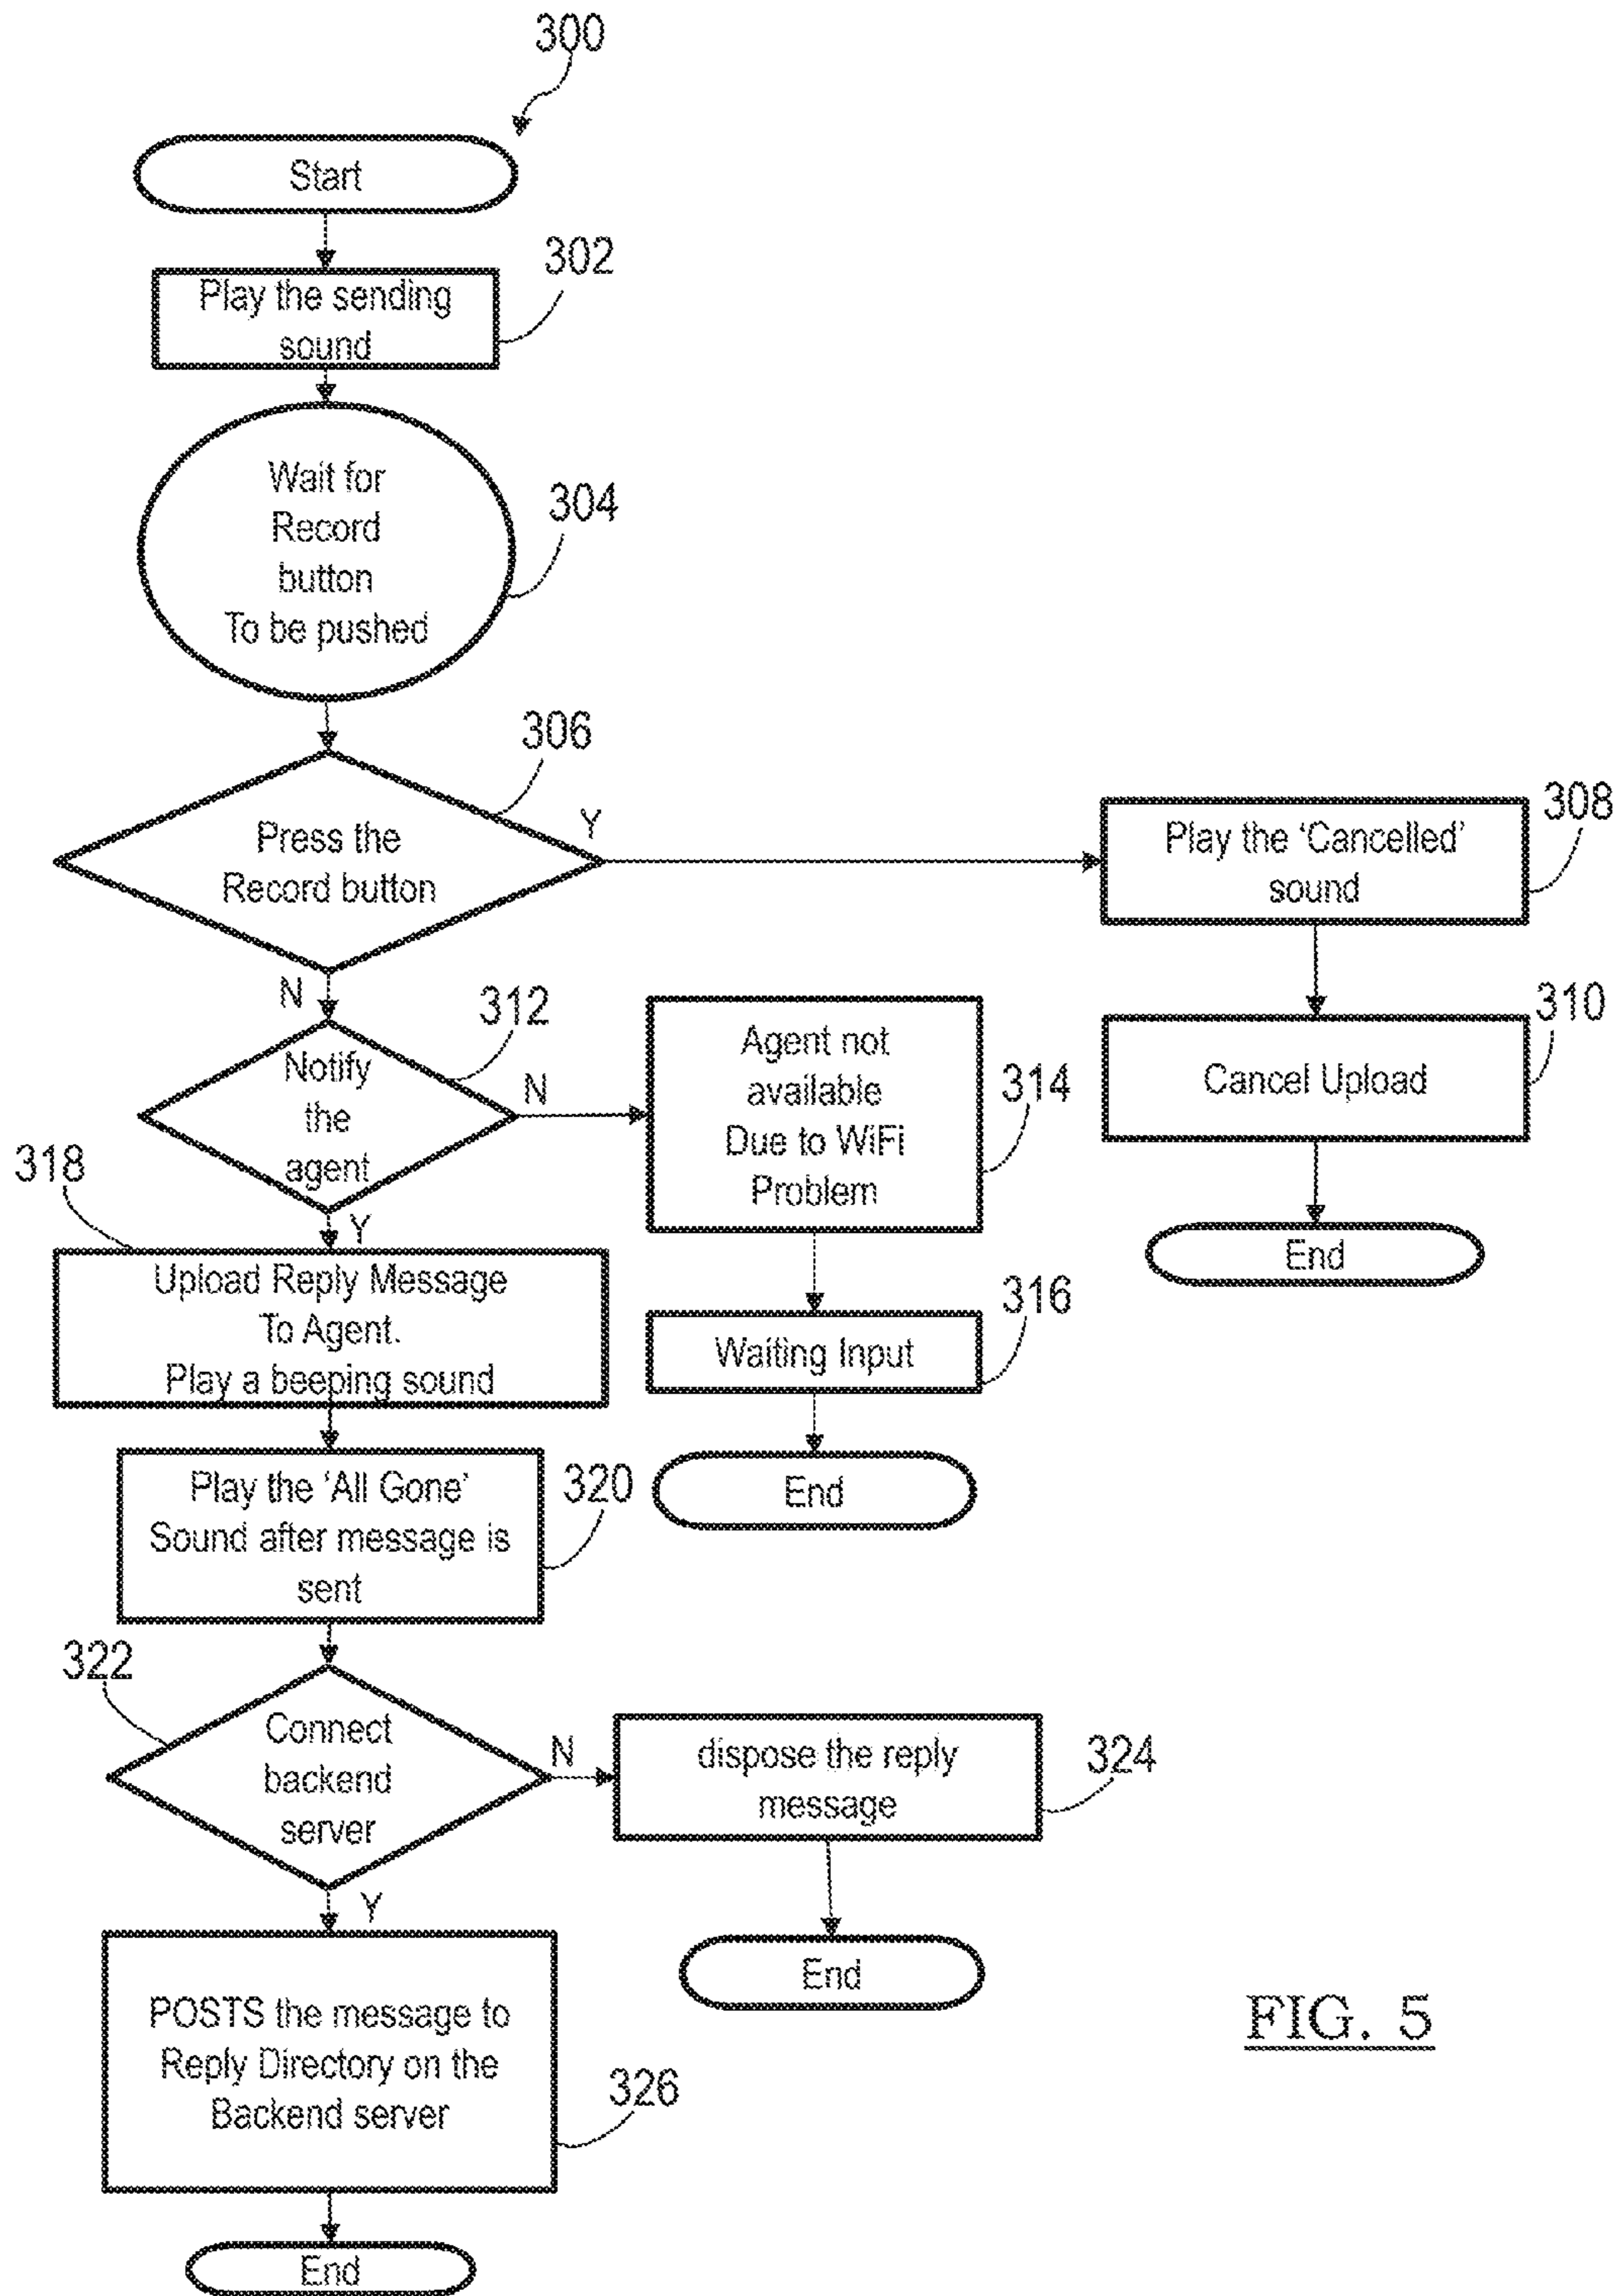 300
Start
302
Play the sending
sound
304
Wait for
Record
button
To be pushed
306
Press the
Record button
Y
N
308
Play the 'Cancelled'
sound
310
Cancel Upload
End
312
Notify
the
agent
N
Y
314
Agent not
available
Due to WiFi
Problem
316
Waiting Input
End
318
Upload Reply Message
To Agent.
Play a beeping sound
320
Play the 'All Gone'
Sound after message is
sent
322
Connect
backend
server
N
Y
324
dispose the reply
message
End
326
POSTS the message to
Reply Directory on the
Backend server
End
FIG. 5